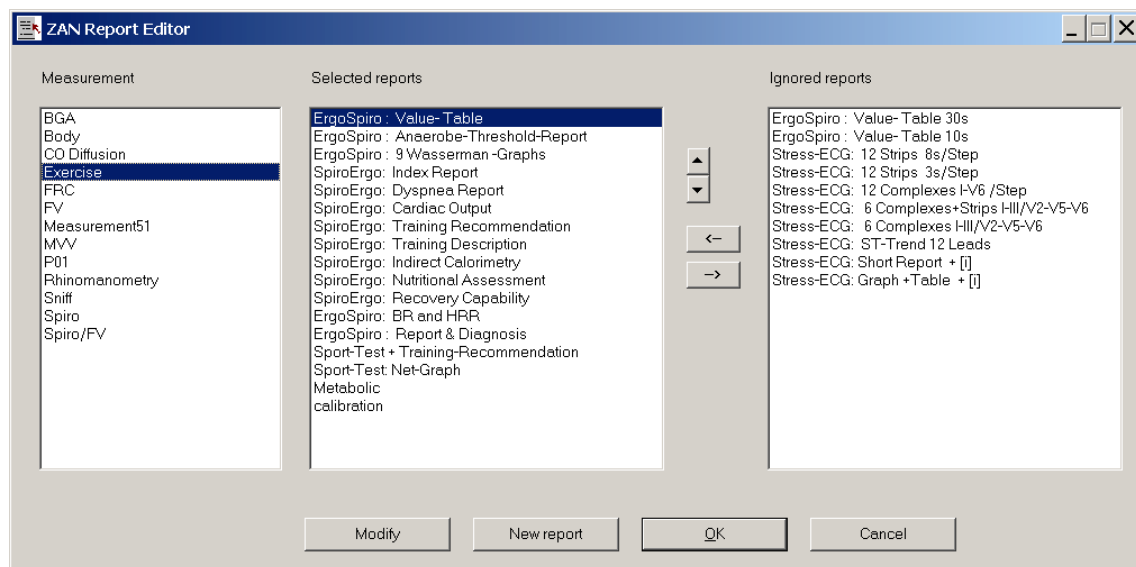 ZAN Report Editor
Measurement
Selected reports
Ignored reports
BGA
Body
CO Diffusion
Exercise
FRC
FV
Measurement51
MVV
P01
Rhinomanometry
Sniff
Spiro
Spiro/FV
ErgoSpiro : Value- Table
ErgoSpiro : Anaerobe-Threshold-Report
ErgoSpiro : 9 Wasserman -Graphs
SpiroErgo: Index Report
SpiroErgo: Dyspnea Report
SpiroErgo: Cardiac Output
SpiroErgo: Training Recommendation
SpiroErgo: Training Description
SpiroErgo: Indirect Calorimetry
SpiroErgo: Nutritional Assessment
SpiroErgo: Recovery Capability
ErgoSpiro: BR and HRR
ErgoSpiro : Report & Diagnosis
Sport-Test + Training-Recommendation
Sport-Test: Net-Graph
Metabolic
calibration
<--
-->
ErgoSpiro : Value- Table 30s
ErgoSpiro : Value- Table 10s
Stress-ECG: 12 Strips 8s/Step
Stress-ECG: 12 Strips 3s/Step
Stress-ECG: 12 Complexes I-V6 /Step
Stress-ECG: 6 Complexes+Strips I-III/V2-V5-V6
Stress-ECG: 6 Complexes I-III/V2-V5-V6
Stress-ECG: ST-Trend 12 Leads
Stress-ECG: Short Report + [i]
Stress-ECG: Graph +Table + [i]
Modify
New report
OK
Cancel